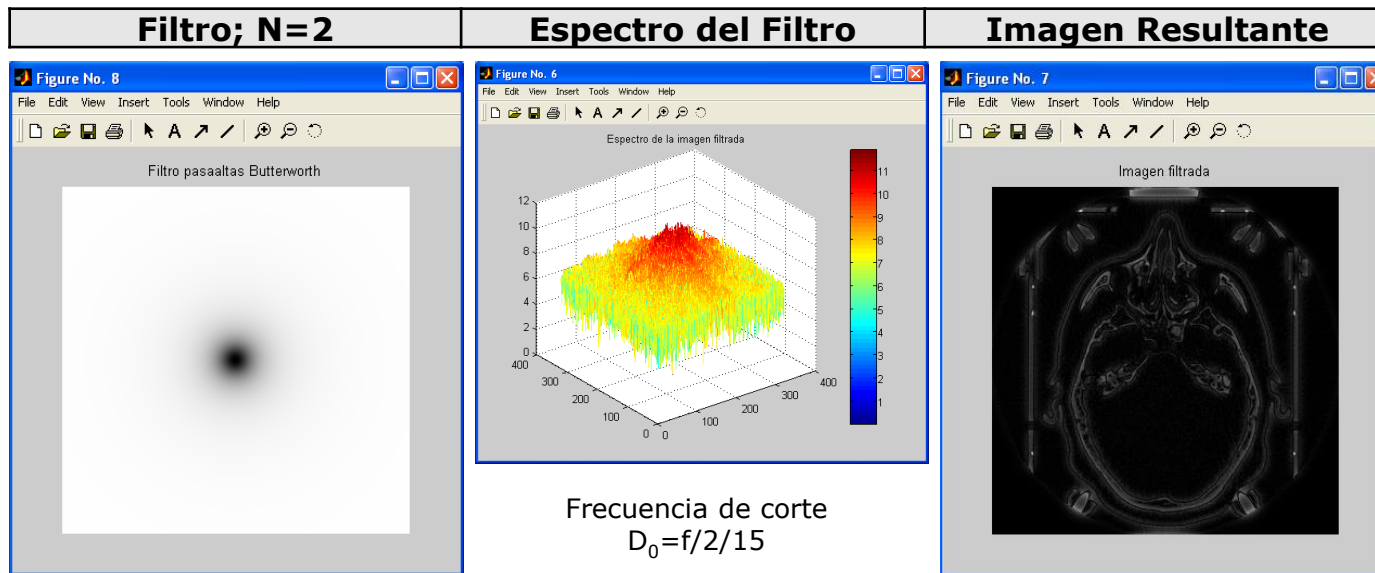 Filtro; N=2
Espectro del Filtro
Imagen Resultante
Figure No. 8
File Edit View Insert Tools Window Help
Filtro pasaaltas Butterworth
Figure No. 6
File Edit View Insert Tools Window Help
Espectro de la imagen filtrada
12
10
8
6
4
2
0
400
300
200
100
0
0
100
200
300
400
11
10
9
8
7
6
5
4
3
2
1
Frecuencia de corte
D₀=f/2/15
Figure No. 7
File Edit View Insert Tools Window Help
Imagen filtrada